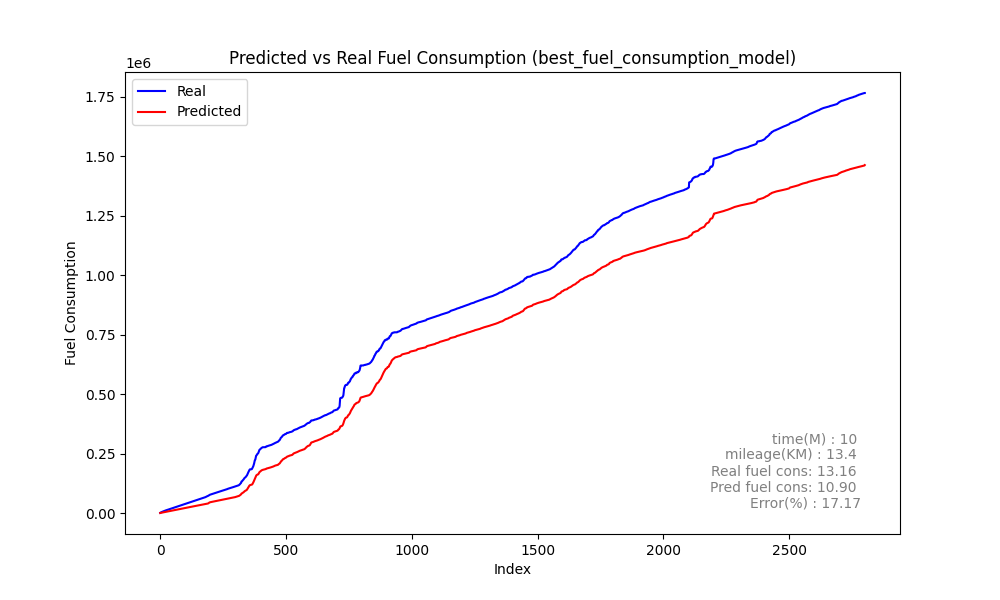 Predicted vs Real Fuel Consumption (best_fuel_consumption_model)
1e6
Real
Predicted
1.75
1.50
1.25
1.00
0.75
0.50
0.25
0.00
Fuel Consumption
time(M) : 10
mileage(KM) : 13.4
Real fuel cons: 13.16
Pred fuel cons: 10.90
Error(%) : 17.17
0 500 1000 1500 2000 2500
Index